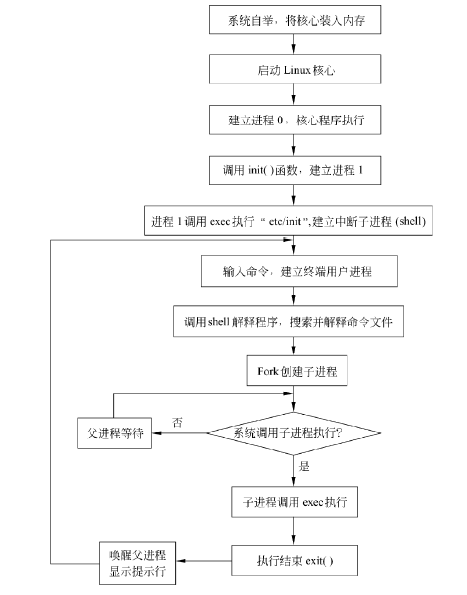 系统自举，将核心装入内存
启动 Linux 核心
建立进程 0，核心程序执行
调用 init( )函数，建立进程 1
进程 1 调用 exec 执行 “ etc/init”,建立中断子进程 (shell)
输入命令，建立终端用户进程
调用 shell 解释程序，搜索并解释命令文件
Fork 创建子进程
系统调用子进程执行?
否
父进程等待
是
子进程调用 exec 执行
执行结束 exit( )
唤醒父进程
显示提示行